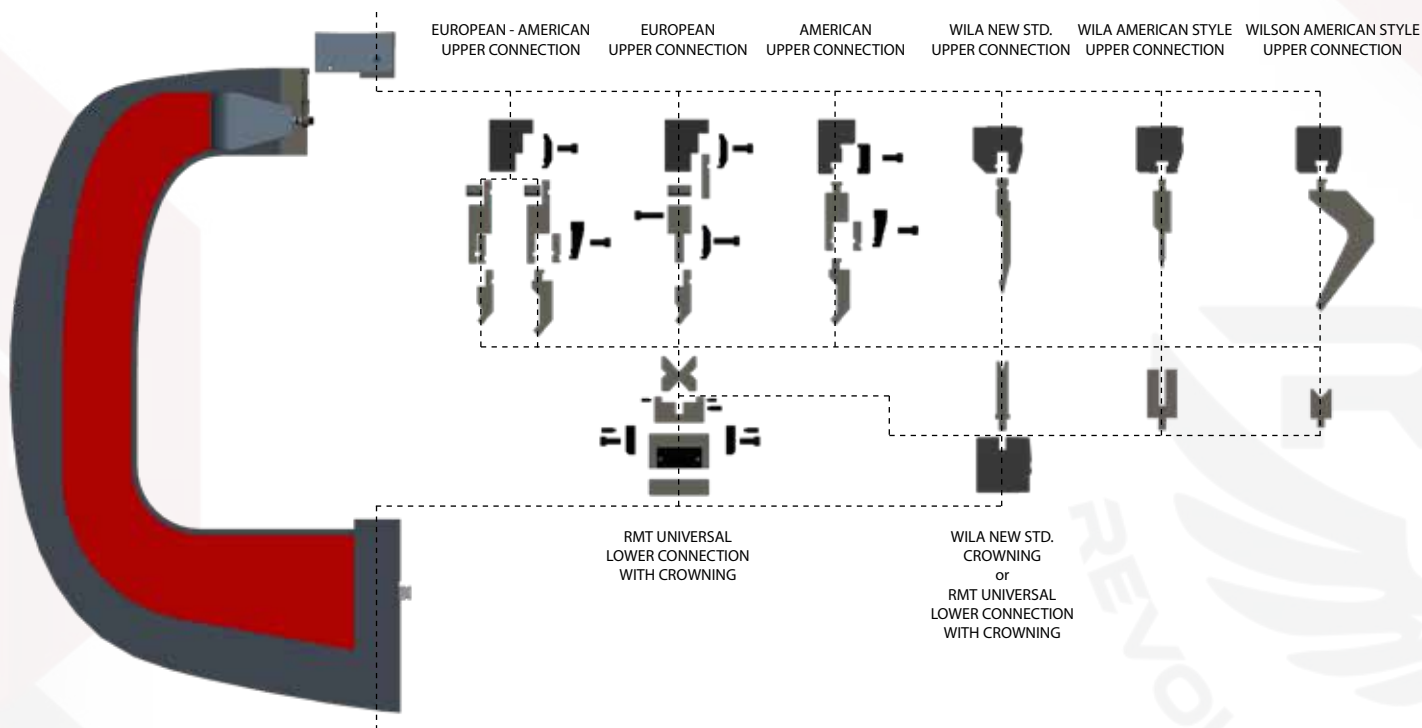 EUROPEAN - AMERICAN
UPPER CONNECTION
EUROPEAN
UPPER CONNECTION
AMERICAN
UPPER CONNECTION
WILA NEW STD.
UPPER CONNECTION
WILA AMERICAN STYLE
UPPER CONNECTION
WILSON AMERICAN STYLE
UPPER CONNECTION
RMT UNIVERSAL
LOWER CONNECTION
WITH CROWNING
WILA NEW STD.
CROWNING
or
RMT UNIVERSAL
LOWER CONNECTION
WITH CROWNING